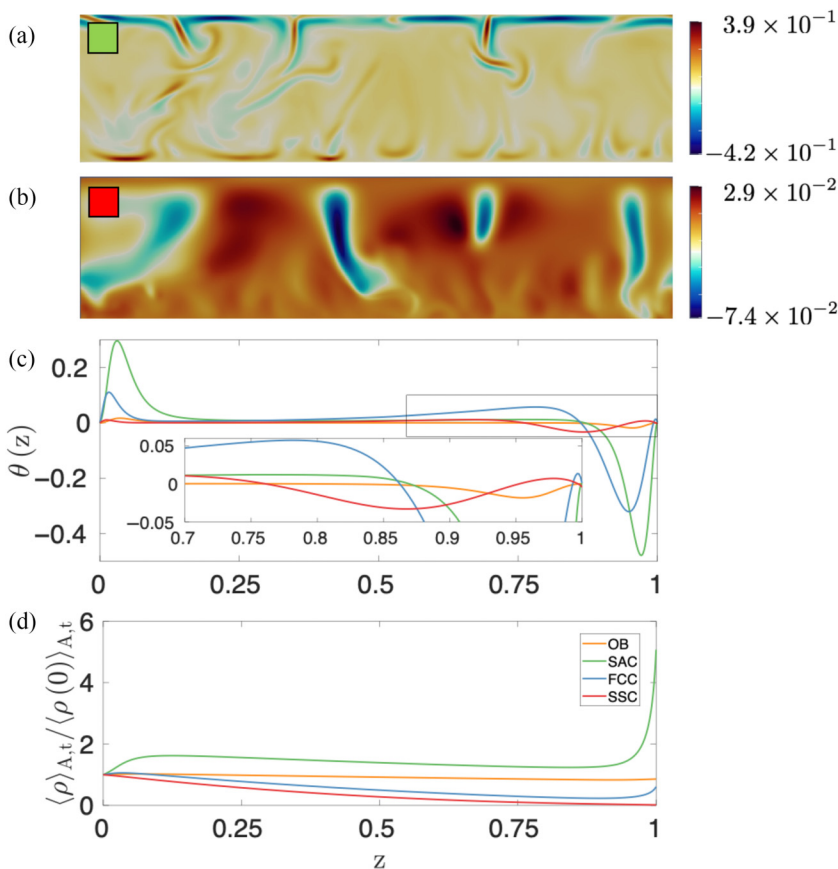 (a)
3.9 × 10⁻¹
−4.2 × 10⁻¹
(b)
2.9 × 10⁻²
−7.4 × 10⁻²
(c)
θ (z)
0.2
0
−0.2
−0.4
0.05
0
−0.05
0.7 0.75 0.8 0.85 0.9 0.95 1
0 0.25 0.5 0.75 1
(d)
⟨ρ⟩A,t/⟨ρ (0)⟩A,t
6
4
2
0
OB
SAC
FCC
SSC
0 0.25 0.5 0.75 1
z